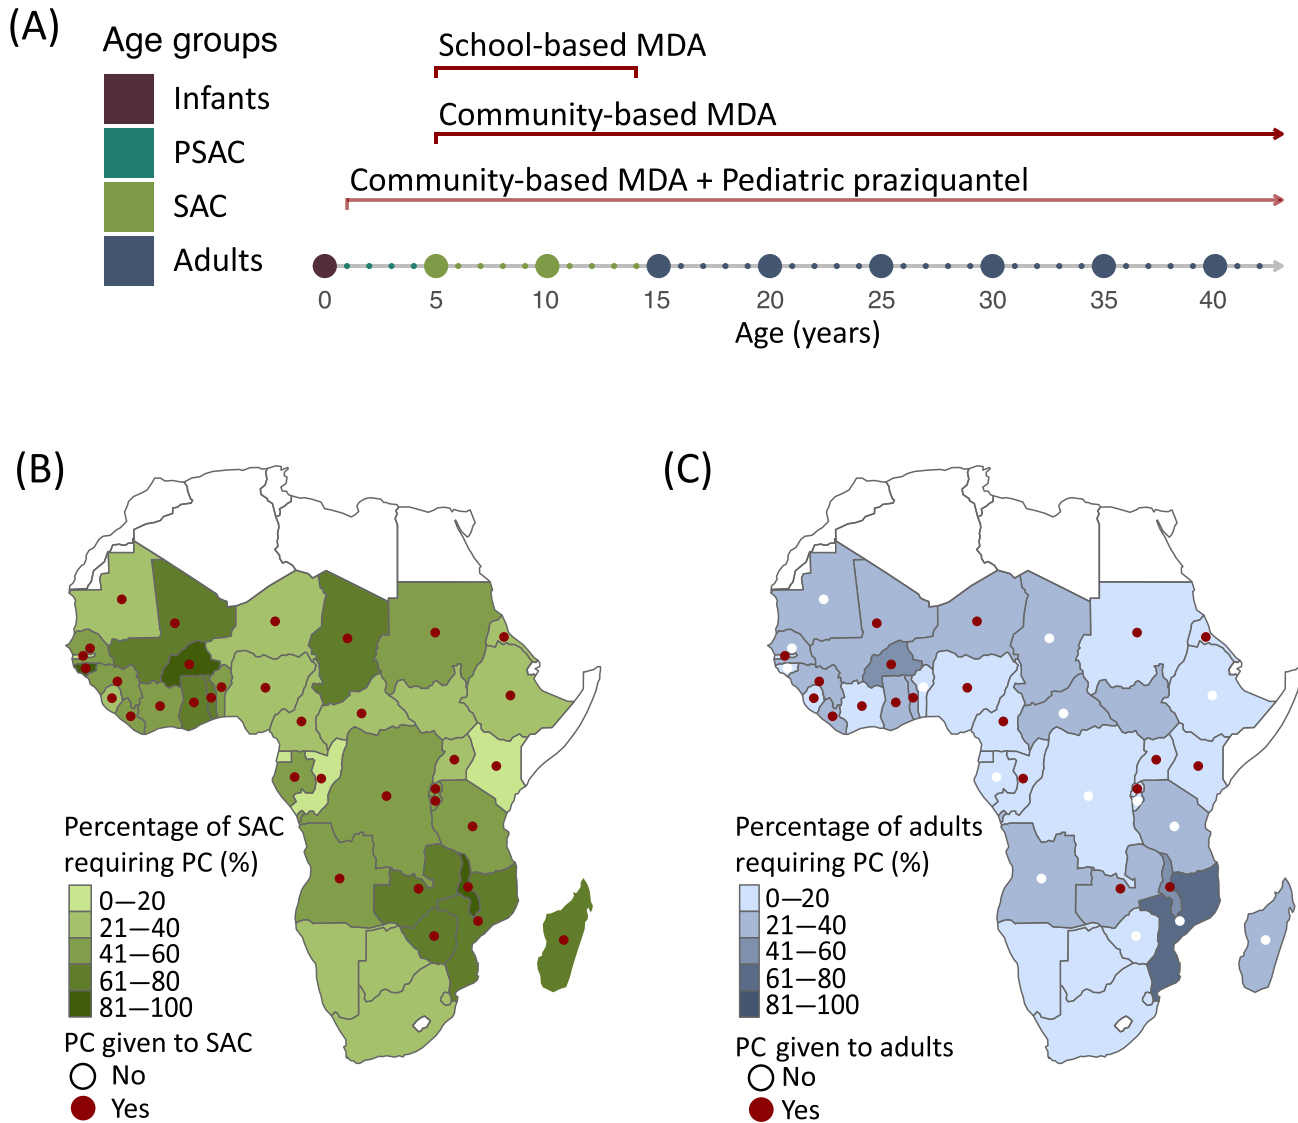 (A)
Age groups
Infants
PSAC
SAC
Adults
School-based MDA
Community-based MDA
Community-based MDA + Pediatric praziquantel
0 5 10 15 20 25 30 35 40
Age (years)
(B)
Percentage of SAC
requiring PC (%)
0—20
21—40
41—60
61—80
81—100
PC given to SAC
No
Yes
(C)
Percentage of adults
requiring PC (%)
0—20
21—40
41—60
61—80
81—100
PC given to adults
No
Yes